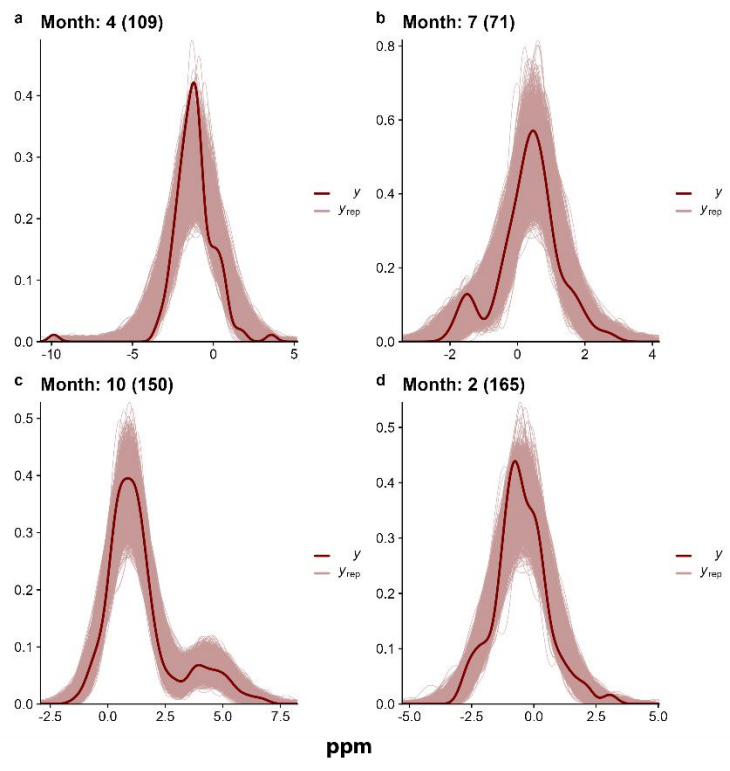 a Month: 4 (109)
0.4
0.3
0.2
0.1
0.0
-10 -5 0 5
y
yrep
b Month: 7 (71)
0.8
0.6
0.4
0.2
0.0
-2 0 2 4
y
yrep
c Month: 10 (150)
0.5
0.4
0.3
0.2
0.1
0.0
-2.5 0.0 2.5 5.0 7.5
y
yrep
d Month: 2 (165)
0.5
0.4
0.3
0.2
0.1
0.0
-5.0 -2.5 0.0 2.5 5.0
y
yrep
ppm